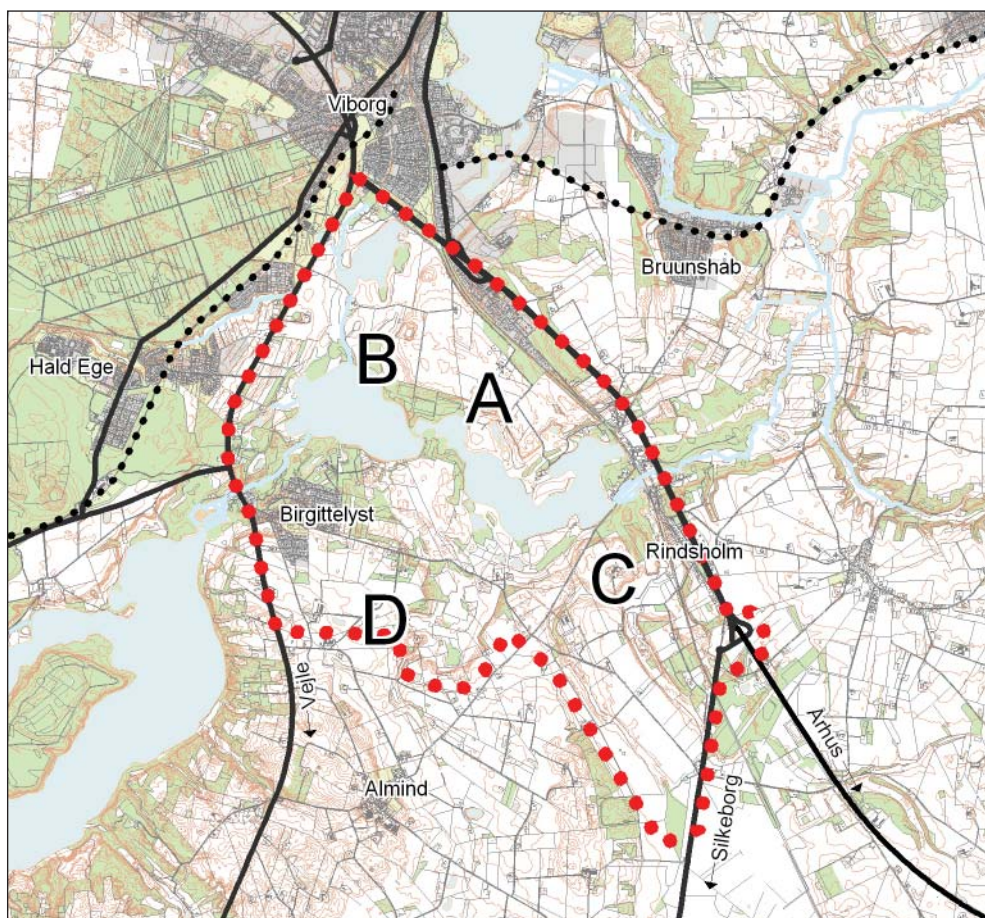 Viborg
Bruunshab
Hald Ege
B
A
Birgittelyst
Rindsholm
C
D
Vejle
Århus
Almind
Silkeborg